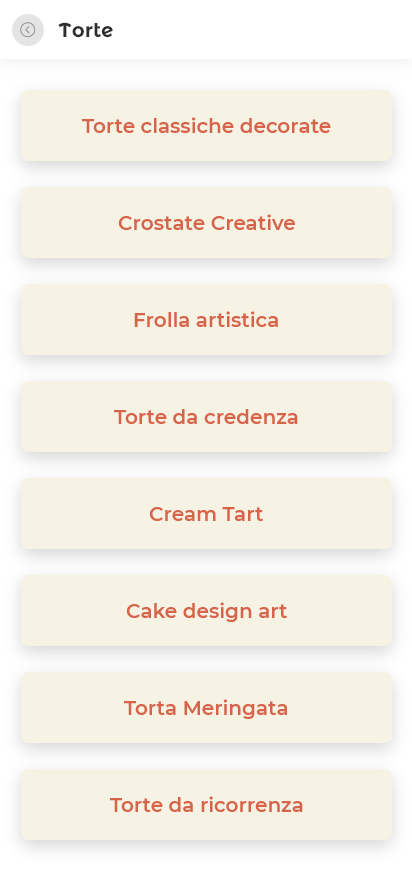 Torte
Torte classiche decorate
Crostate Creative
Frolla artistica
Torte da credenza
Cream Tart
Cake design art
Torta Meringata
Torte da ricorrenza